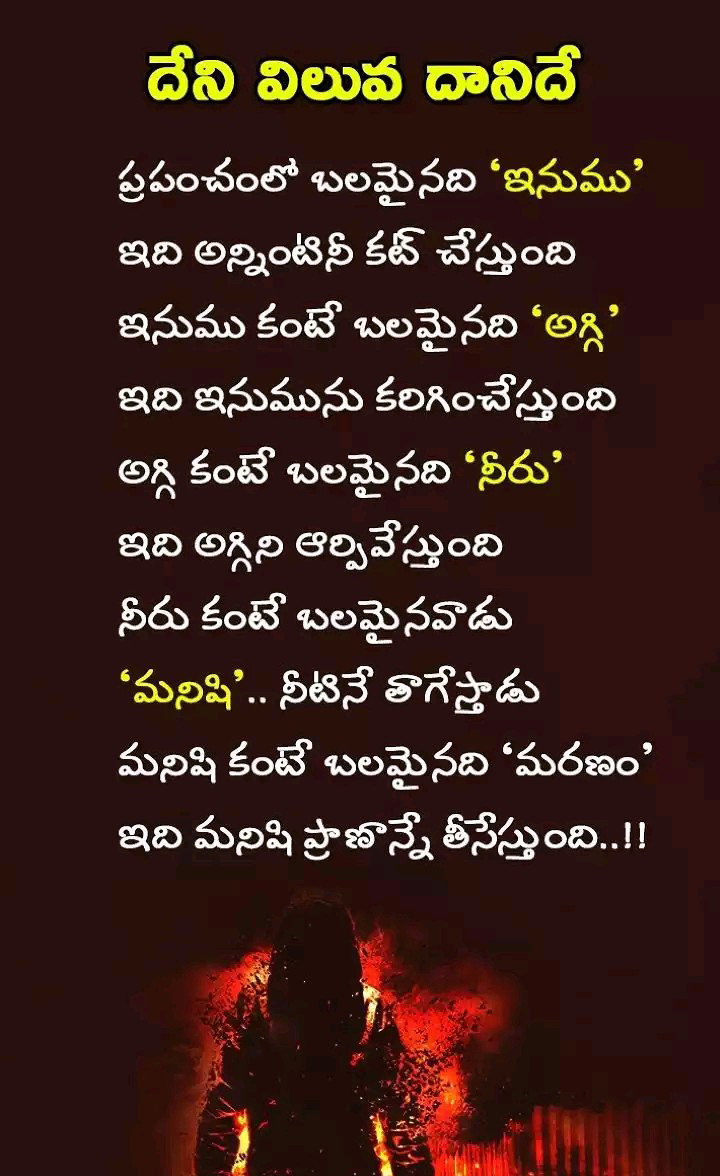 దేని విలువ దానిదే
ప్రపంచంలో బలమైనది ‘ఇనుము’
ఇది అన్నింటినీ కట్ చేస్తుంది
ఇనుము కంటే బలమైనది ‘అగ్ని’
ఇది ఇనుమును కరిగించేస్తుంది
అగ్ని కంటే బలమైనది ‘నీరు’
ఇది అగ్గిని ఆర్పివేస్తుంది
నీరు కంటే బలమైనవాడు
‘మనిషి’.. నీటినే తాగేస్తాడు
మనిషి కంటే బలమైనది ‘మరణం’
ఇది మనిషి ప్రాణాన్నే తీసేస్తుంది..!!